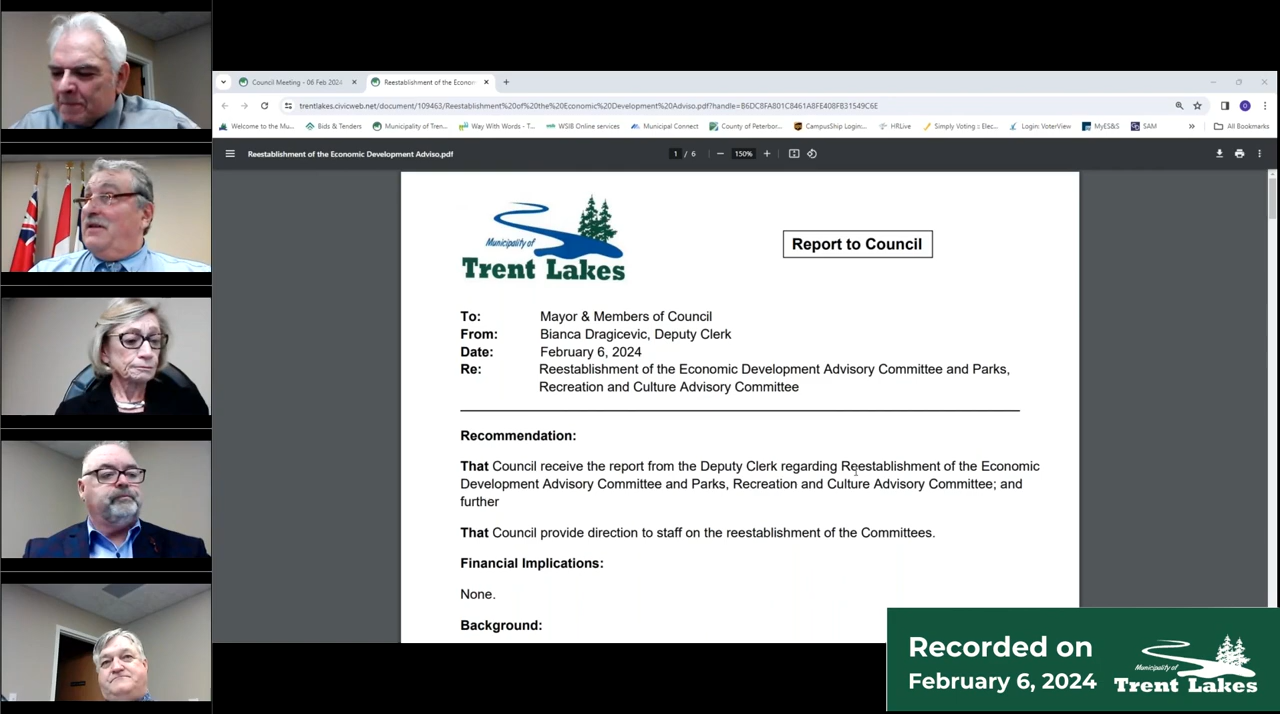 Council Meeting - 06 Feb 2024
Reestablishment of the Econom
trentlakes.civicweb.net/document/109463/Reestablishment%20of%20the%20Economic%20Development%20Adviso.pdf?handle=B6DC8FA801CB461A8FE408FB31549C6E
Welcome to the Mu...
Bids & Tenders
Municipality of Tren...
Way With Words - T...
WSIB Online services
Municipal Connect
County of Peterbor...
CampusShip Login:...
HRLive
Simply Voting :: Elec...
Login: VoterView
MyES&S
SAM
All Bookmarks
Reestablishment of the Economic Development Adviso.pdf
1 / 6
150%
Municipality of
Trent Lakes
Report to Council
To: Mayor & Members of Council
From: Bianca Dragicevic, Deputy Clerk
Date: February 6, 2024
Re: Reestablishment of the Economic Development Advisory Committee and Parks,
Recreation and Culture Advisory Committee
Recommendation:
That Council receive the report from the Deputy Clerk regarding Reestablishment of the Economic
Development Advisory Committee and Parks, Recreation and Culture Advisory Committee; and
further
That Council provide direction to staff on the reestablishment of the Committees.
Financial Implications:
None.
Background:
Recorded on
February 6, 2024
Municipality of
Trent Lakes